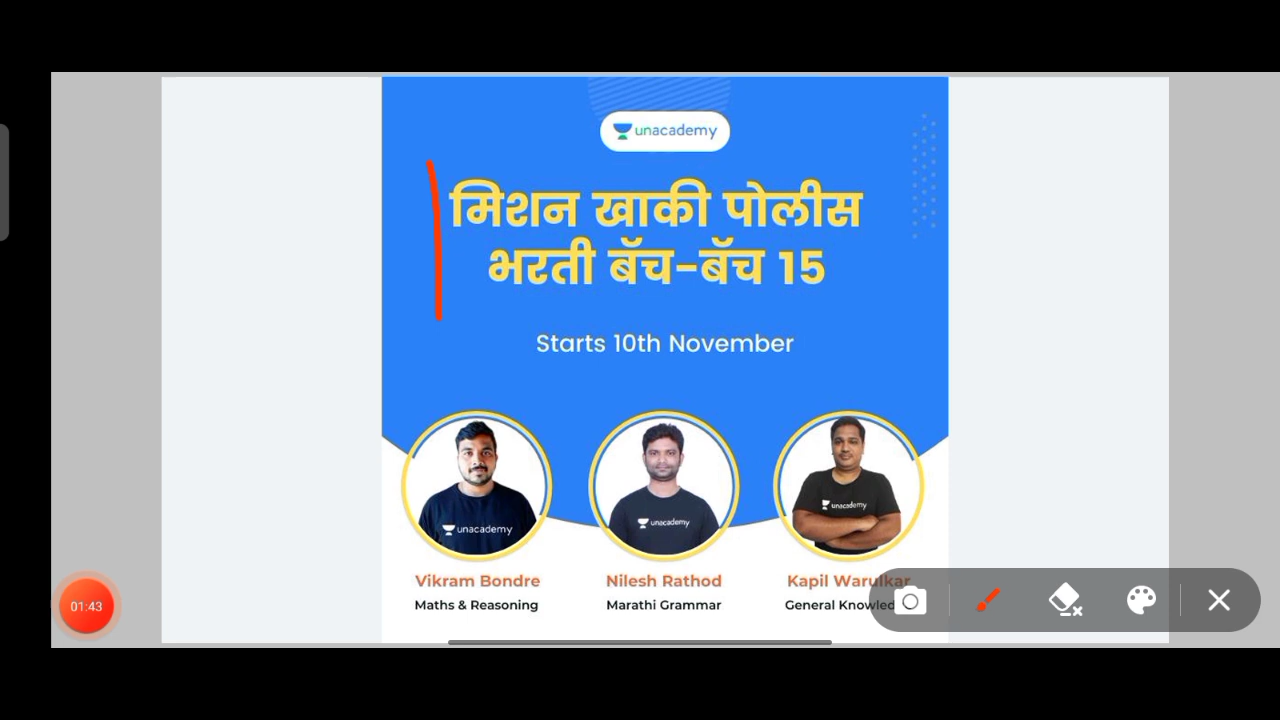 unacademy
मिशन खाकी पोलीस
भरती बॅच-बॅच 15
Starts 10th November
unacademy
unacademy
unacademy
Vikram Bondre
Nilesh Rathod
Kapil Warulkar
Maths & Reasoning
Marathi Grammar
General
01:43